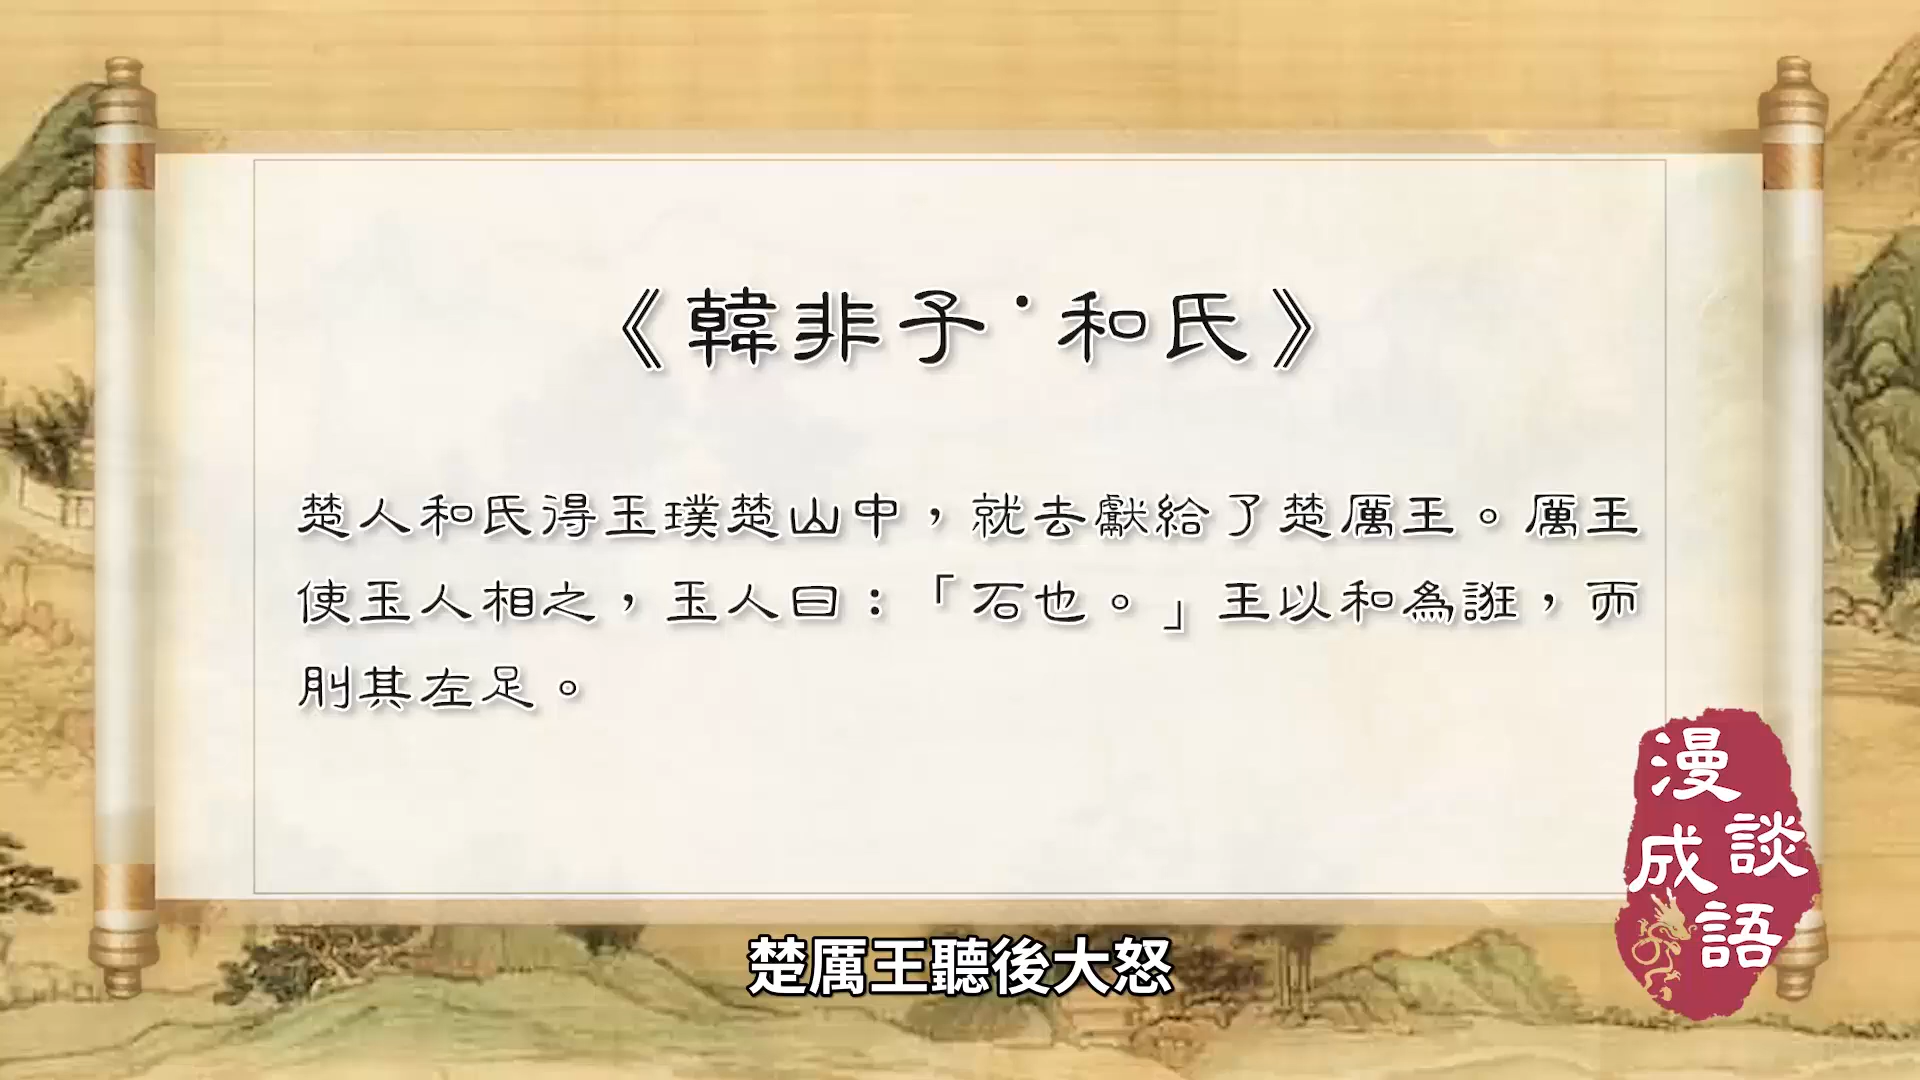 《韓非子·和氏》
楚人和氏得玉璞楚山中，就去獻給了楚厲王。厲王
使玉人相之，玉人曰：「石也。」王以和為誑，而
刖其左足。
漫談
成語
楚厲王聽後大怒